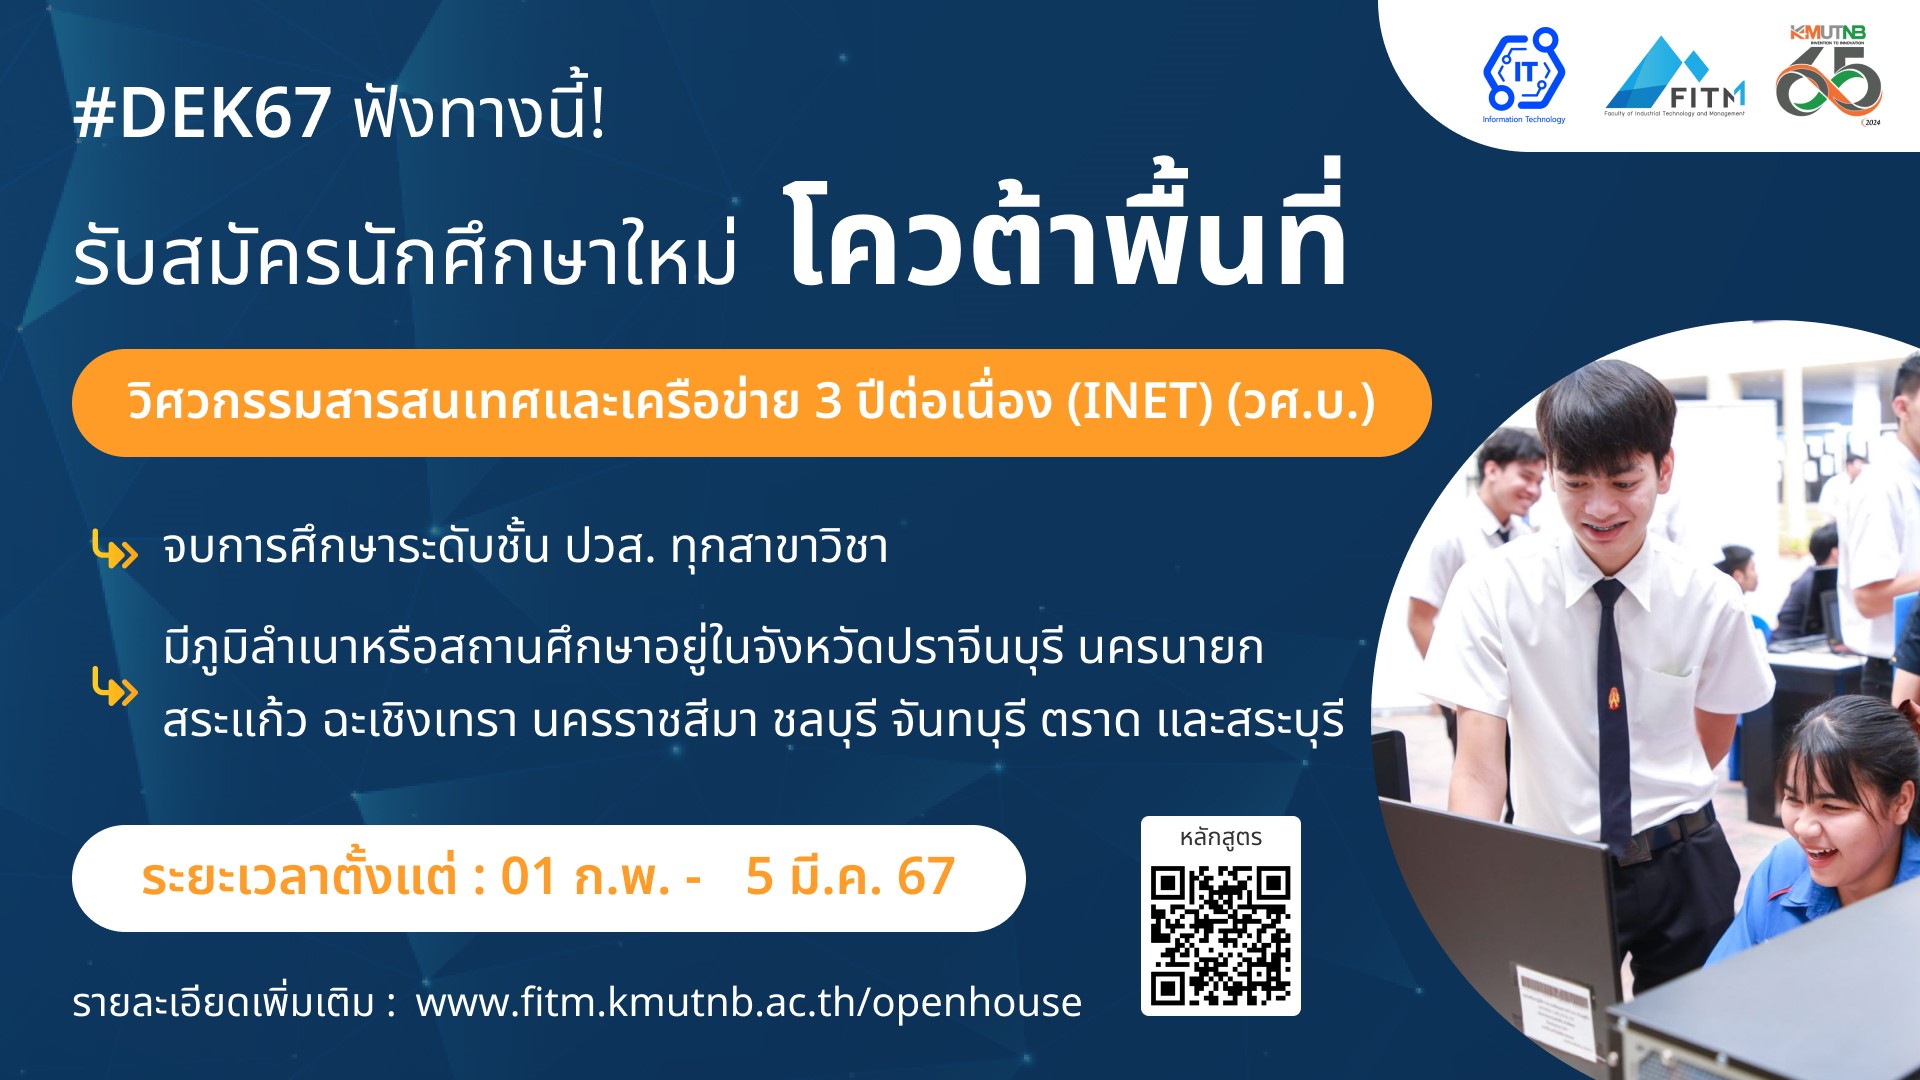 #DEK67 ฟังทางนี้!
รับสมัครนักศึกษาใหม่ โควต้าพื้นที่
วิศวกรรมสารสนเทศและเครือข่าย 3 ปีต่อเนื่อง (INET) (วศ.บ.)
จบการศึกษาระดับชั้น ปวส. ทุกสาขาวิชา
มีภูมิลำเนาหรือสถานศึกษาอยู่ในจังหวัดปราจีนบุรี นครนายก
สระแก้ว ฉะเชิงเทรา นครราชสีมา ชลบุรี จันทบุรี ตราด และสระบุรี
ระยะเวลาตั้งแต่ : 01 ก.พ. - 5 มี.ค. 67
รายละเอียดเพิ่มเติม : www.fitm.kmutnb.ac.th/openhouse
หลักสูตร
IT
Information Technology
FITM
Faculty of Industrial Technology and Management
KMUTNB
INVENTION TO INNOVATION
65
2024